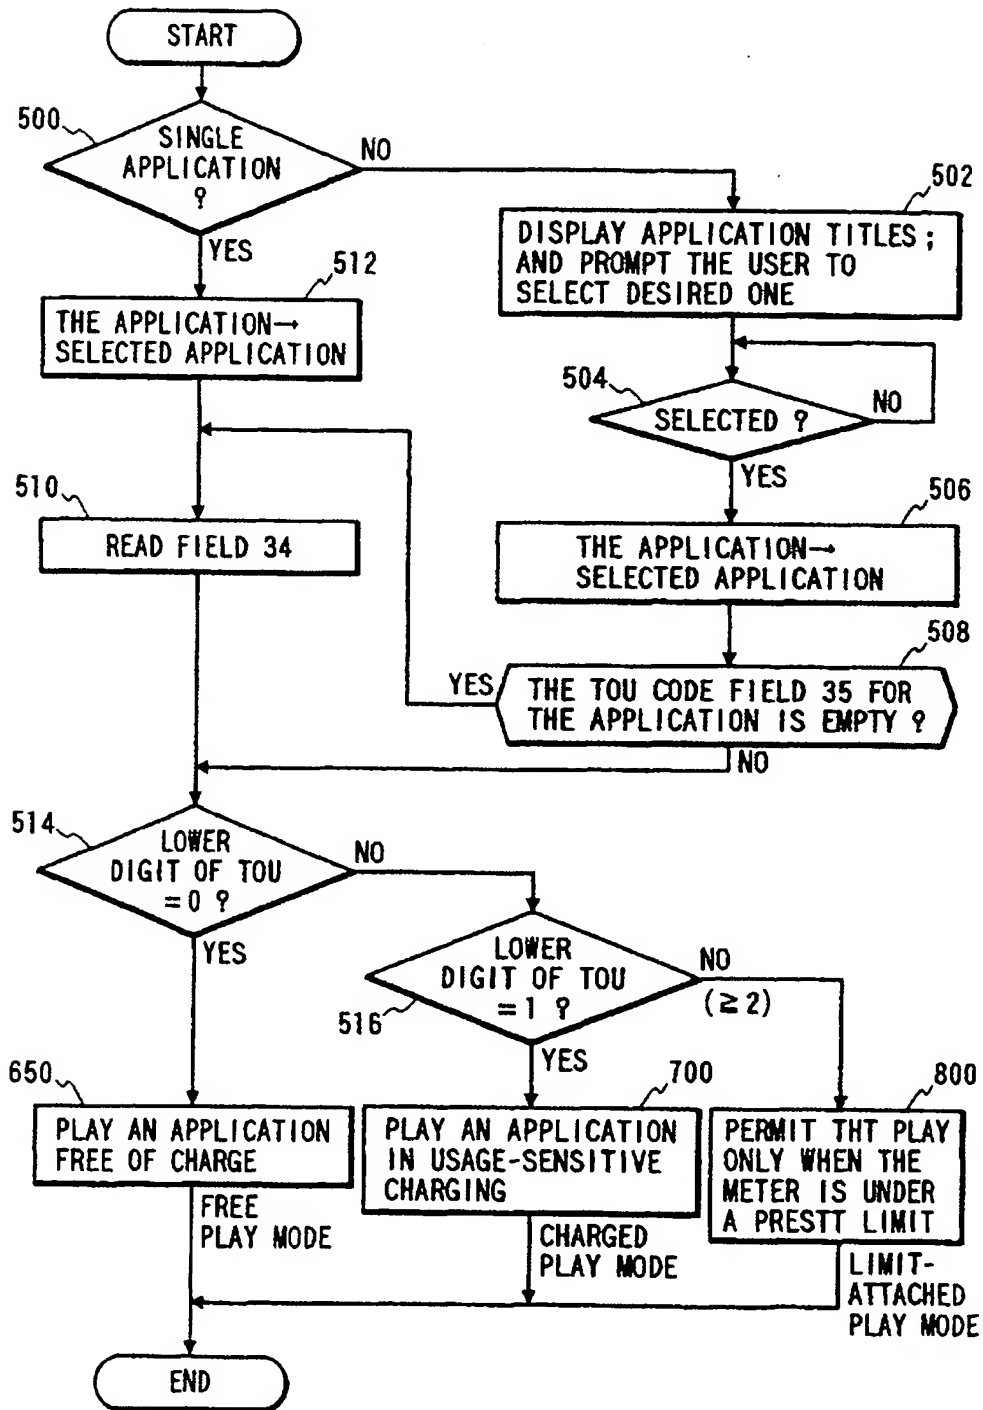 START
500
SINGLE
APPLICATION
?
NO
YES
502
DISPLAY APPLICATION TITLES;
AND PROMPT THE USER TO
SELECT DESIRED ONE
512
THE APPLICATION→
SELECTED APPLICATION
504
SELECTED ?
NO
YES
510
READ FIELD 34
506
THE APPLICATION→
SELECTED APPLICATION
508
YES
THE TOU CODE FIELD 35 FOR
THE APPLICATION IS EMPTY ?
NO
514
LOWER
DIGIT OF TOU
=0 ?
NO
YES
516
LOWER
DIGIT OF TOU
=1 ?
NO
(≧2)
YES
650
PLAY AN APPLICATION
FREE OF CHARGE
FREE
PLAY MODE
700
PLAY AN APPLICATION
IN USAGE-SENSITIVE
CHARGING
CHARGED
PLAY MODE
800
PERMIT THT PLAY
ONLY WHEN THE
METER IS UNDER
A PRESTT LIMIT
LIMIT-
ATTACHED
PLAY MODE
END